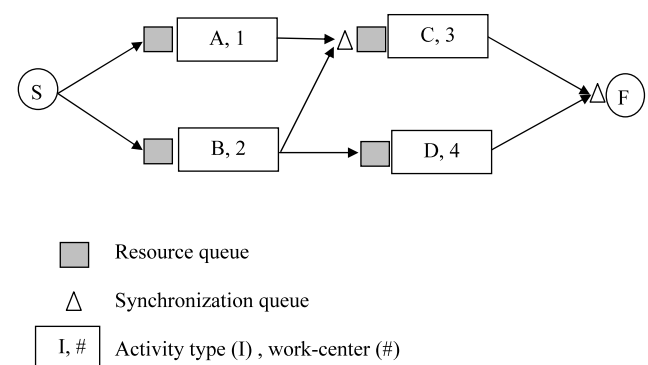 A, 1
C, 3
S
F
B, 2
D, 4
Resource queue
Synchronization queue
I, #
Activity type (I) , work-center (#)